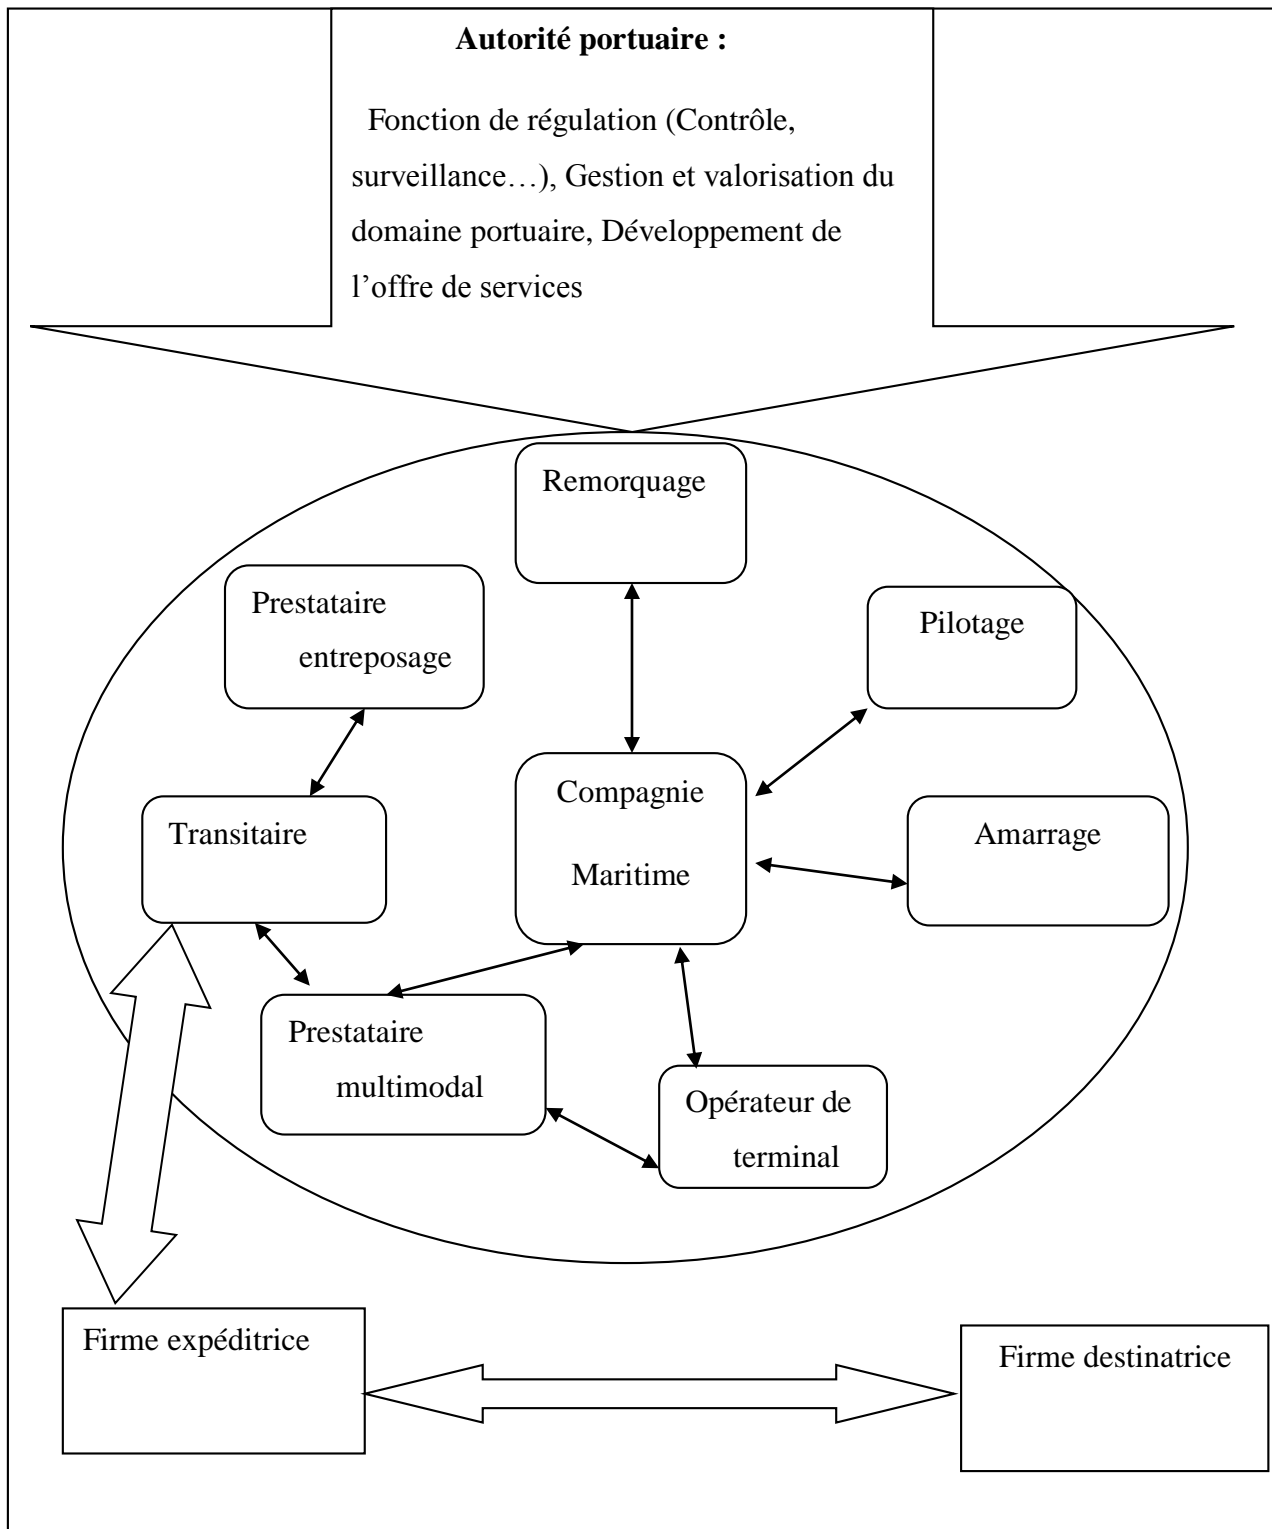 Autorité portuaire :
Fonction de régulation (Contrôle,
surveillance…), Gestion et valorisation du
domaine portuaire, Développement de
l’offre de services
Remorquage
Prestataire
entreposage
Pilotage
Compagnie
Maritime
Transitaire
Amarrage
Prestataire
multimodal
Opérateur de
terminal
Firme expéditrice
Firme destinatrice